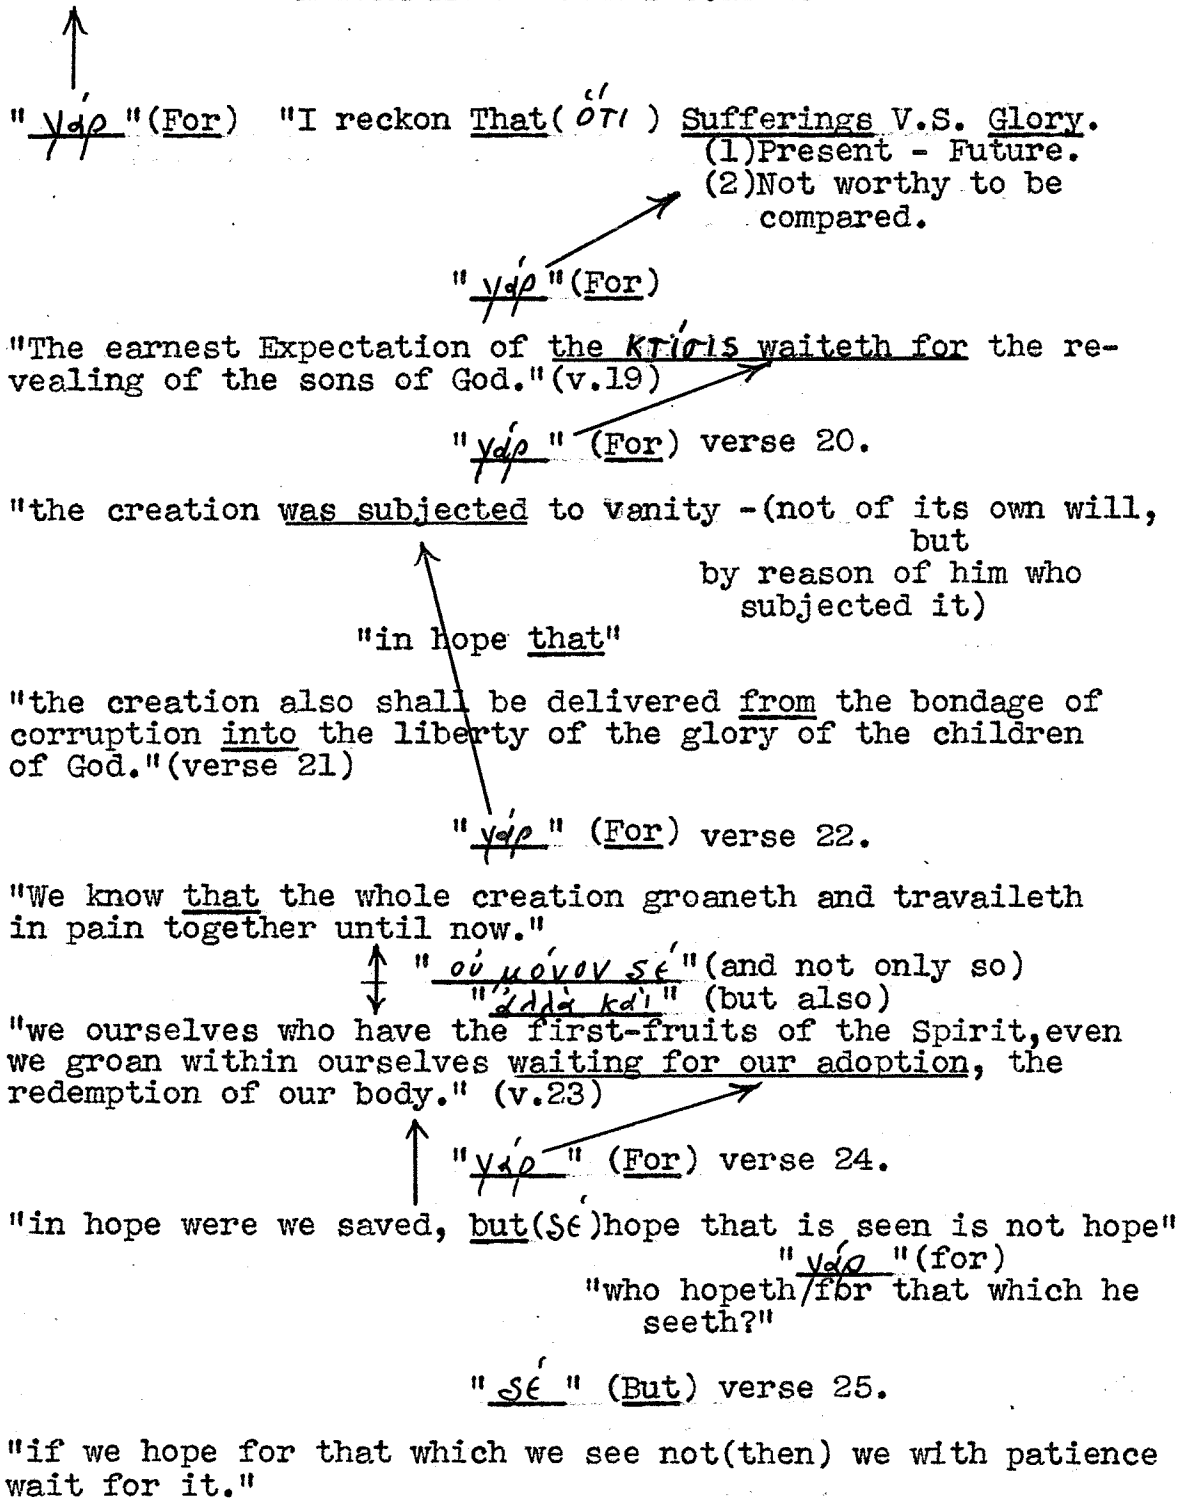 "γάρ"(For) "I reckon That(ὅτι) Sufferings V.S. Glory.
(1)Present - Future.
(2)Not worthy to be
compared.
"γάρ"(For)
"The earnest Expectation of the κτίσις waiteth for the re-
vealing of the sons of God."(v.19)
"γάρ" (For) verse 20.
"the creation was subjected to vanity -(not of its own will,
but
by reason of him who
subjected it)
"in hope that"
"the creation also shall be delivered from the bondage of
corruption into the liberty of the glory of the children
of God."(verse 21)
"γάρ" (For) verse 22.
"We know that the whole creation groaneth and travaileth
in pain together until now."
"οὐ μόνον δέ"(and not only so)
"ἀλλὰ καὶ" (but also)
"we ourselves who have the first-fruits of the Spirit,even
we groan within ourselves waiting for our adoption, the
redemption of our body." (v.23)
"γάρ" (For) verse 24.
"in hope were we saved, but(δέ)hope that is seen is not hope"
"γάρ"(for)
"who hopeth for that which he
seeth?"
"δέ" (But) verse 25.
"if we hope for that which we see not(then) we with patience
wait for it."